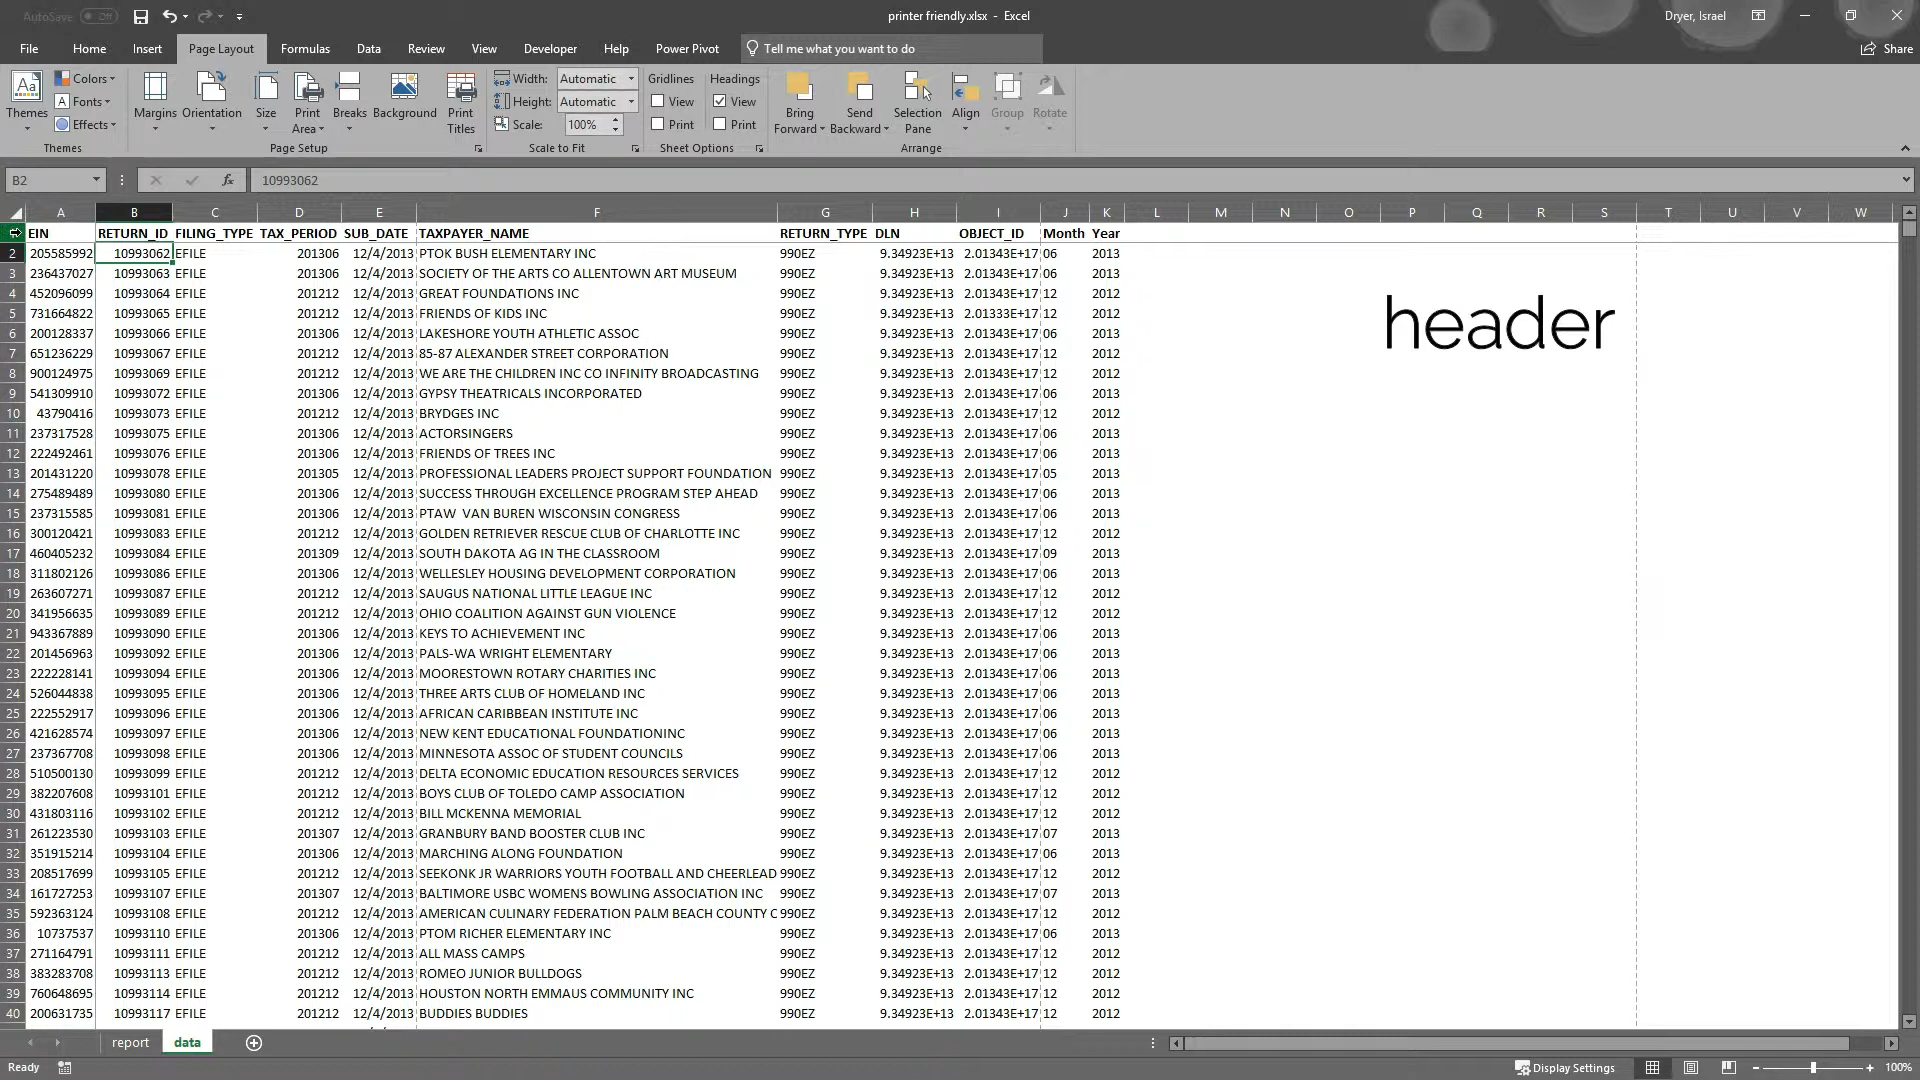 AutoSave Off printer friendly.xlsx - Excel Dryer, Israel
File Home Insert Page Layout Formulas Data Review View Developer Help Power Pivot Tell me what you want to do Share
Colors Width: Automatic Gridlines Headings
Fonts Height: Automatic View View
Themes Effects Margins Orientation Size Print Area Breaks Background Print Titles Scale: 100% Print Print Bring Forward Send Backward Selection Pane Align Group Rotate
Themes Page Setup Scale to Fit Sheet Options Arrange
B2 fx 10993062
A B C D E F G H I J K L M N O P Q R S T U V W
EIN RETURN_ID FILING_TYPE TAX_PERIOD SUB_DATE TAXPAYER_NAME RETURN_TYPE DLN OBJECT_ID Month Year
2 205585992 10993062 EFILE 201306 12/4/2013 PTOK BUSH ELEMENTARY INC 990EZ 9.34923E+13 2.01343E+17 06 2013
3 236437027 10993063 EFILE 201306 12/4/2013 SOCIETY OF THE ARTS CO ALLENTOWN ART MUSEUM 990EZ 9.34923E+13 2.01343E+17 06 2013
4 452096099 10993064 EFILE 201212 12/4/2013 GREAT FOUNDATIONS INC 990EZ 9.34923E+13 2.01343E+17 12 2012
5 731664822 10993065 EFILE 201212 12/4/2013 FRIENDS OF KIDS INC 990EZ 9.34923E+13 2.01333E+17 12 2012
header
6 200128337 10993066 EFILE 201306 12/4/2013 LAKESHORE YOUTH ATHLETIC ASSOC 990EZ 9.34923E+13 2.01343E+17 06 2013
7 651236229 10993067 EFILE 201212 12/4/2013 85-87 ALEXANDER STREET CORPORATION 990EZ 9.34923E+13 2.01343E+17 12 2012
8 900124975 10993069 EFILE 201212 12/4/2013 WE ARE THE CHILDREN INC CO INFINITY BROADCASTING 990EZ 9.34923E+13 2.01343E+17 12 2012
9 541309910 10993072 EFILE 201306 12/4/2013 GYPSY THEATRICALS INCORPORATED 990EZ 9.34923E+13 2.01343E+17 06 2013
10 43790416 10993073 EFILE 201212 12/4/2013 BRYDGES INC 990EZ 9.34923E+13 2.01343E+17 12 2012
11 237317528 10993075 EFILE 201306 12/4/2013 ACTORSINGERS 990EZ 9.34923E+13 2.01343E+17 06 2013
12 222492461 10993076 EFILE 201306 12/4/2013 FRIENDS OF TREES INC 990EZ 9.34923E+13 2.01343E+17 06 2013
13 201431220 10993078 EFILE 201305 12/4/2013 PROFESSIONAL LEADERS PROJECT SUPPORT FOUNDATION 990EZ 9.34923E+13 2.01343E+17 05 2013
14 275489489 10993080 EFILE 201306 12/4/2013 SUCCESS THROUGH EXCELLENCE PROGRAM STEP AHEAD 990EZ 9.34923E+13 2.01343E+17 06 2013
15 237315585 10993081 EFILE 201306 12/4/2013 PTAW VAN BUREN WISCONSIN CONGRESS 990EZ 9.34923E+13 2.01343E+17 06 2013
16 300120421 10993083 EFILE 201212 12/4/2013 GOLDEN RETRIEVER RESCUE CLUB OF CHARLOTTE INC 990EZ 9.34923E+13 2.01343E+17 12 2012
17 460405232 10993084 EFILE 201309 12/4/2013 SOUTH DAKOTA AG IN THE CLASSROOM 990EZ 9.34923E+13 2.01343E+17 09 2013
18 311802126 10993086 EFILE 201306 12/4/2013 WELLESLEY HOUSING DEVELOPMENT CORPORATION 990EZ 9.34923E+13 2.01343E+17 06 2013
19 263607271 10993087 EFILE 201212 12/4/2013 SAUGUS NATIONAL LITTLE LEAGUE INC 990EZ 9.34923E+13 2.01343E+17 12 2012
20 341956635 10993089 EFILE 201212 12/4/2013 OHIO COALITION AGAINST GUN VIOLENCE 990EZ 9.34923E+13 2.01343E+17 12 2012
21 943367889 10993090 EFILE 201306 12/4/2013 KEYS TO ACHIEVEMENT INC 990EZ 9.34923E+13 2.01343E+17 06 2013
22 201456963 10993092 EFILE 201306 12/4/2013 PALS-WA WRIGHT ELEMENTARY 990EZ 9.34923E+13 2.01343E+17 06 2013
23 222228141 10993094 EFILE 201306 12/4/2013 MOORESTOWN ROTARY CHARITIES INC 990EZ 9.34923E+13 2.01343E+17 06 2013
24 526044838 10993095 EFILE 201306 12/4/2013 THREE ARTS CLUB OF HOMELAND INC 990EZ 9.34923E+13 2.01343E+17 06 2013
25 222552917 10993096 EFILE 201306 12/4/2013 AFRICAN CARIBBEAN INSTITUTE INC 990EZ 9.34923E+13 2.01343E+17 06 2013
26 421628574 10993097 EFILE 201306 12/4/2013 NEW KENT EDUCATIONAL FOUNDATIONINC 990EZ 9.34923E+13 2.01343E+17 06 2013
27 237367708 10993098 EFILE 201306 12/4/2013 MINNESOTA ASSOC OF STUDENT COUNCILS 990EZ 9.34923E+13 2.01343E+17 06 2013
28 510500130 10993099 EFILE 201212 12/4/2013 DELTA ECONOMIC EDUCATION RESOURCES SERVICES 990EZ 9.34923E+13 2.01343E+17 12 2012
29 382207608 10993101 EFILE 201212 12/4/2013 BOYS CLUB OF TOLEDO CAMP ASSOCIATION 990EZ 9.34923E+13 2.01343E+17 12 2012
30 431803116 10993102 EFILE 201212 12/4/2013 BILL MCKENNA MEMORIAL 990EZ 9.34923E+13 2.01343E+17 12 2012
31 261223530 10993103 EFILE 201307 12/4/2013 GRANBURY BAND BOOSTER CLUB INC 990EZ 9.34923E+13 2.01343E+17 07 2013
32 351915214 10993104 EFILE 201306 12/4/2013 MARCHING ALONG FOUNDATION 990EZ 9.34923E+13 2.01343E+17 06 2013
33 208517699 10993105 EFILE 201212 12/4/2013 SEEKONK JR WARRIORS YOUTH FOOTBALL AND CHEERLEAD 990EZ 9.34923E+13 2.01343E+17 12 2012
34 161727253 10993107 EFILE 201307 12/4/2013 BALTIMORE USBC WOMENS BOWLING ASSOCIATION INC 990EZ 9.34923E+13 2.01343E+17 07 2013
35 592363124 10993108 EFILE 201212 12/4/2013 AMERICAN CULINARY FEDERATION PALM BEACH COUNTY C 990EZ 9.34923E+13 2.01343E+17 12 2012
36 10737537 10993110 EFILE 201306 12/4/2013 PTOM RICHER ELEMENTARY INC 990EZ 9.34923E+13 2.01343E+17 06 2013
37 271164791 10993111 EFILE 201212 12/4/2013 ALL MASS CAMPS 990EZ 9.34923E+13 2.01343E+17 12 2012
38 383283708 10993113 EFILE 201212 12/4/2013 ROMEO JUNIOR BULLDOGS 990EZ 9.34923E+13 2.01343E+17 12 2012
39 760648695 10993114 EFILE 201212 12/4/2013 HOUSTON NORTH EMMAUS COMMUNITY INC 990EZ 9.34923E+13 2.01343E+17 12 2012
40 200631735 10993117 EFILE 201212 12/4/2013 BUDDIES BUDDIES 990EZ 9.34923E+13 2.01343E+17 12 2012
report data
Ready Display Settings 100%